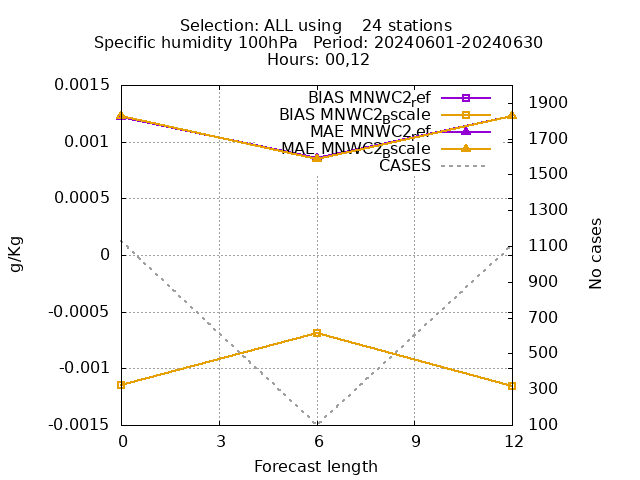 Selection: ALL using    24 stations
Specific humidity 100hPa   Period: 20240601-20240630
Hours: 00,12
0.0015
0.001
0.0005
0
-0.0005
-0.001
-0.0015
g/Kg
BIAS MNWC2_ref
BIAS MNWC2_Bscale
MAE MNWC2_ref
MAE MNWC2_Bscale
CASES
1900
1700
1500
1300
1100
900
700
500
300
100
No cases
0
3
6
9
12
Forecast length